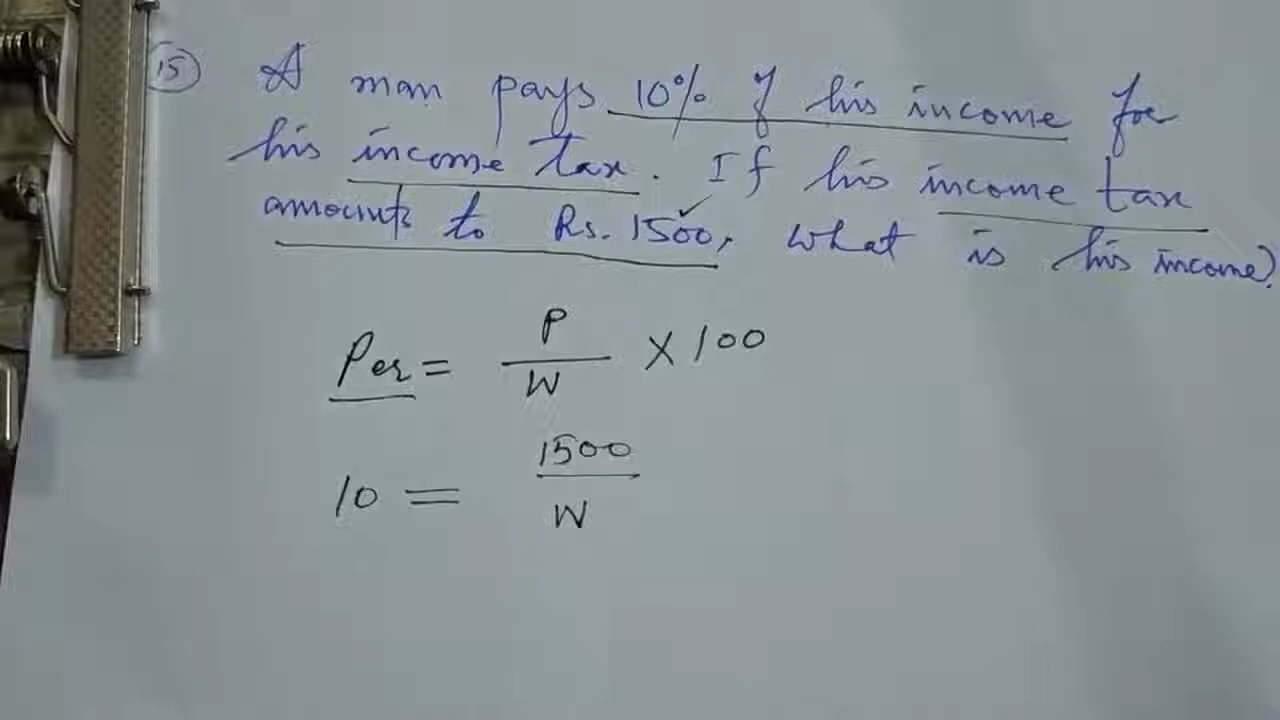 15 A man pays 10% of his income for
his income tax. If his income tax
amounts to Rs. 1500, what is his income?
Per = P/W × 100
10 = 1500/W